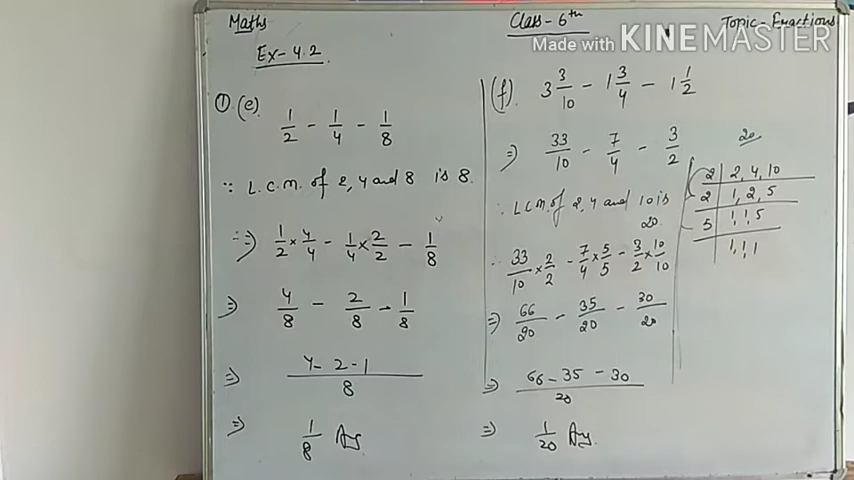 Maths
Class - 6th
Topic - Fractions
Made with KINEMASTER
Ex - 4.2
① (e) 1/2 - 1/4 - 1/8
∵ L.C.M. of 2, 4 and 8 is 8.
∴ ⇒ 1/2 × 4/4 - 1/4 × 2/2 - 1/8
⇒ 4/8 - 2/8 - 1/8
⇒ (4 - 2 - 1)/8
⇒ 1/8 Ans
(f). 3 3/10 - 1 3/4 - 1 1/2
⇒ 33/10 - 7/4 - 3/2
∵ LCM of 2, 4 and 10 is
20.
∴ 33/10 × 2/2 - 7/4 × 5/5 - 3/2 × 10/10
⇒ 66/20 - 35/20 - 30/20
⇒ (66 - 35 - 30)/20
⇒ 1/20 Ans.
20
2 | 2, 4, 10
2 | 1, 2, 5
5 | 1, 1, 5
| 1, 1, 1